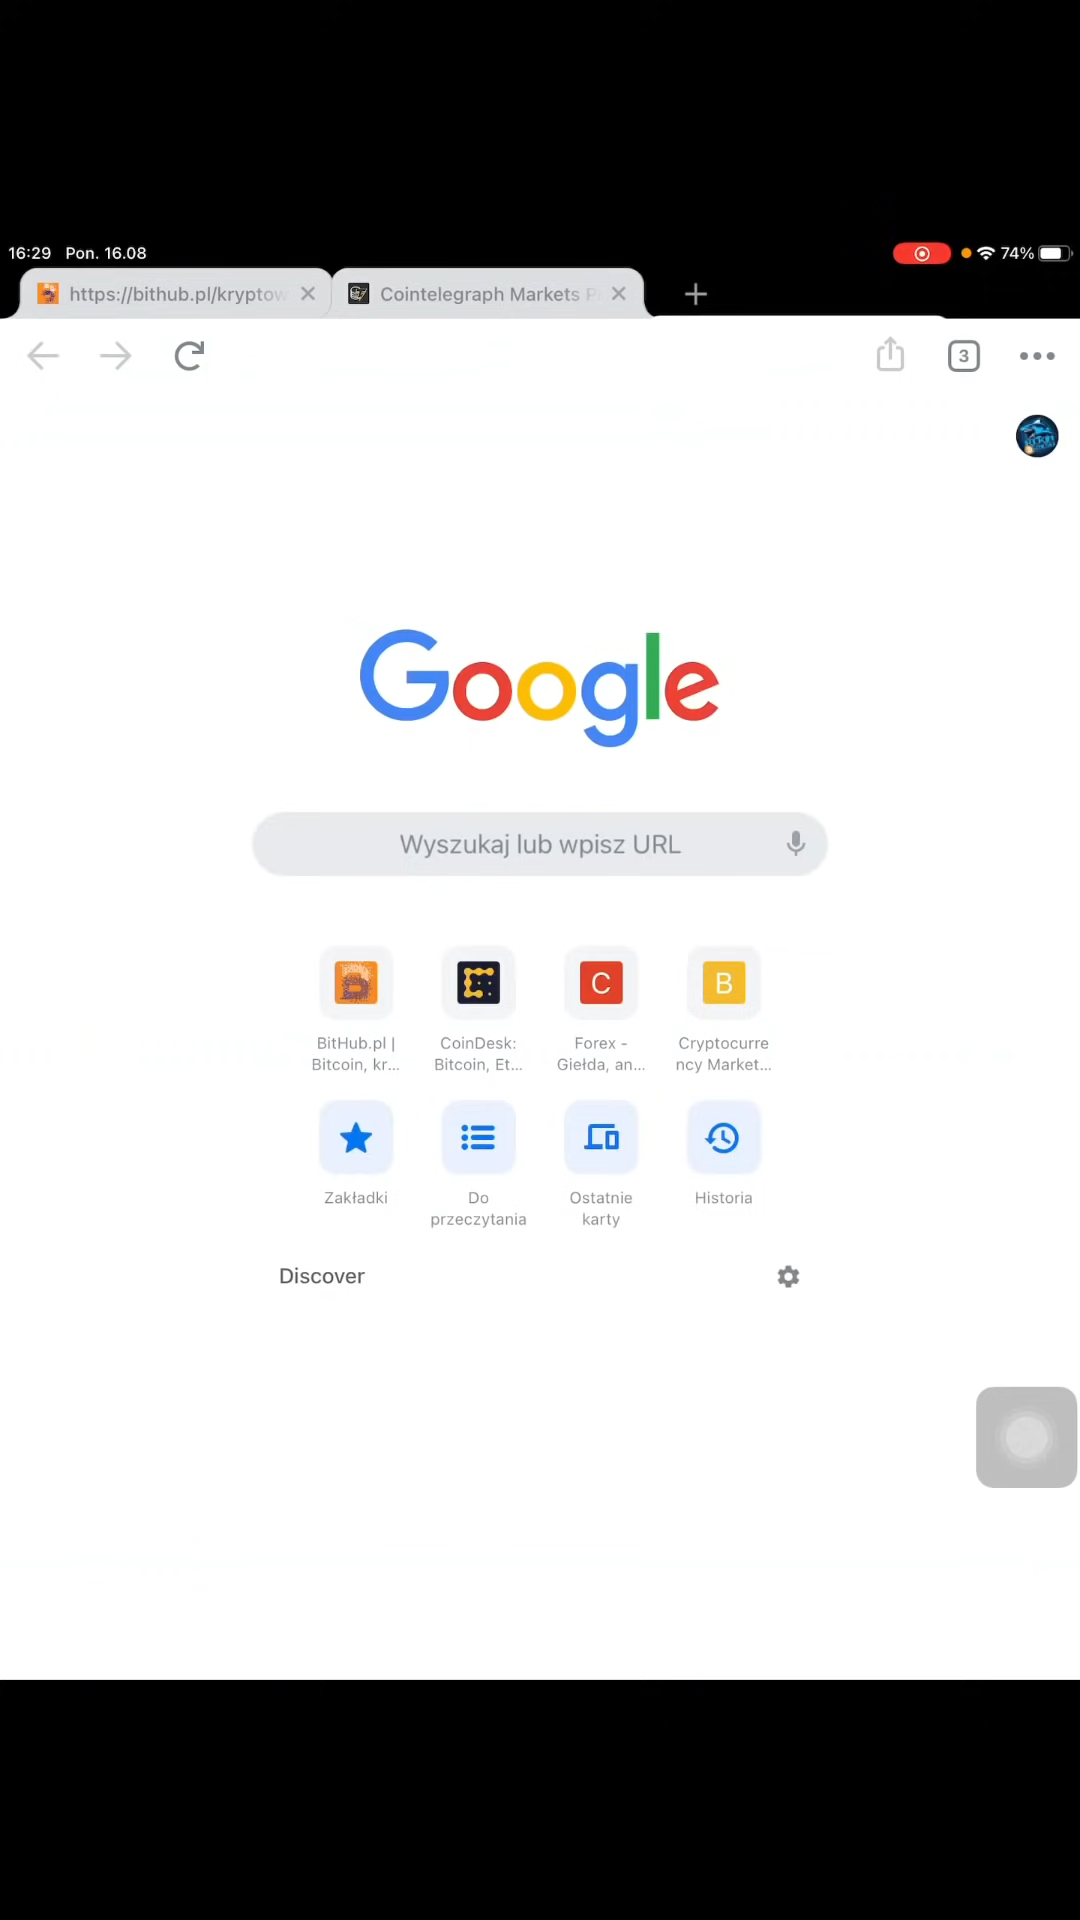 16:29 Pon. 16.08 74%
https://bithub.pl/kryptow Cointelegraph Markets P
3
Google
Wyszukaj lub wpisz URL
C B
BitHub.pl | Bitcoin, kr...
CoinDesk: Bitcoin, Et...
Forex - Giełda, an...
Cryptocurre ncy Market...
Zakładki
Do przeczytania
Ostatnie karty
Historia
Discover